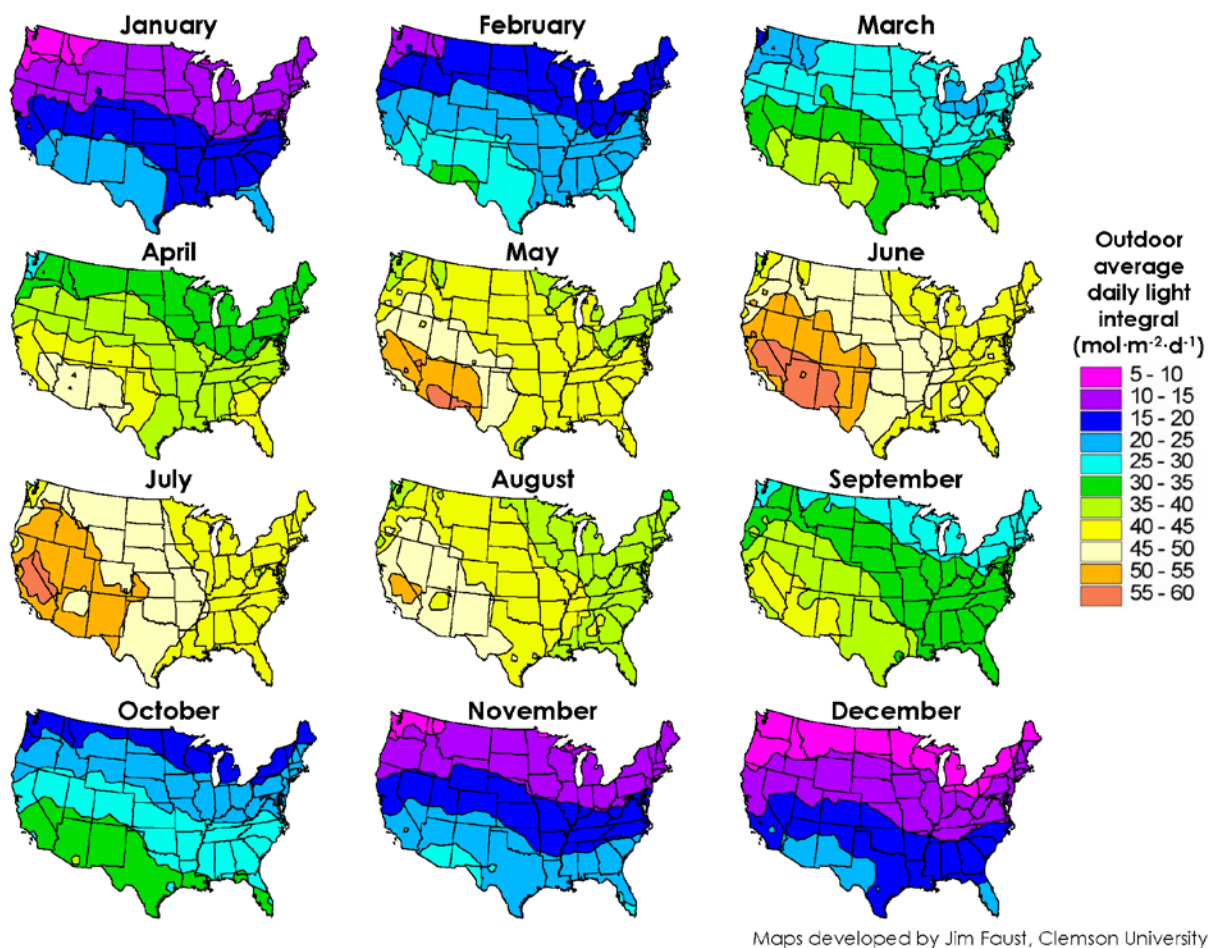 January
February
March
April
May
June
July
August
September
October
November
December
Outdoor
average
daily light
integral
(mol·m⁻²·d⁻¹)
5 - 10
10 - 15
15 - 20
20 - 25
25 - 30
30 - 35
35 - 40
40 - 45
45 - 50
50 - 55
55 - 60
Maps developed by Jim Faust, Clemson University